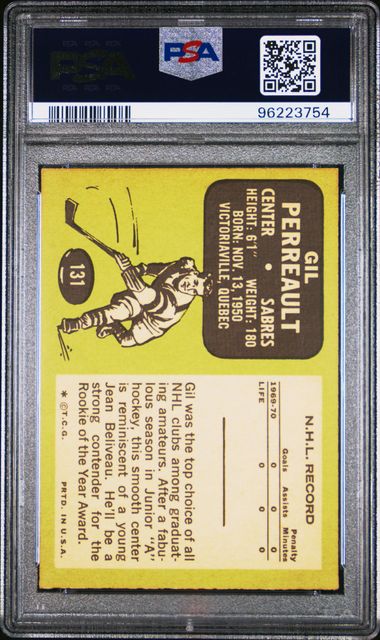 PSA
96223754
GIL
PERREAULT
CENTER • SABRES
HEIGHT: 6'1" WEIGHT: 180
BORN: NOV. 13, 1950
VICTORIAVILLE, QUEBEC
131
N.H.L. RECORD
Penalty
Goals Assists Minutes
1969-70 0 0 0
LIFE 0 0 0
Gil was the top choice of all
NHL clubs among graduat-
ing amateurs. After a fabu-
lous season in Junior "A"
hockey, this smooth center
is reminiscent of a young
Jean Beliveau. He'll be a
strong contender for the
Rookie of the Year Award.
* © T.C.G. PRTD. IN U.S.A.